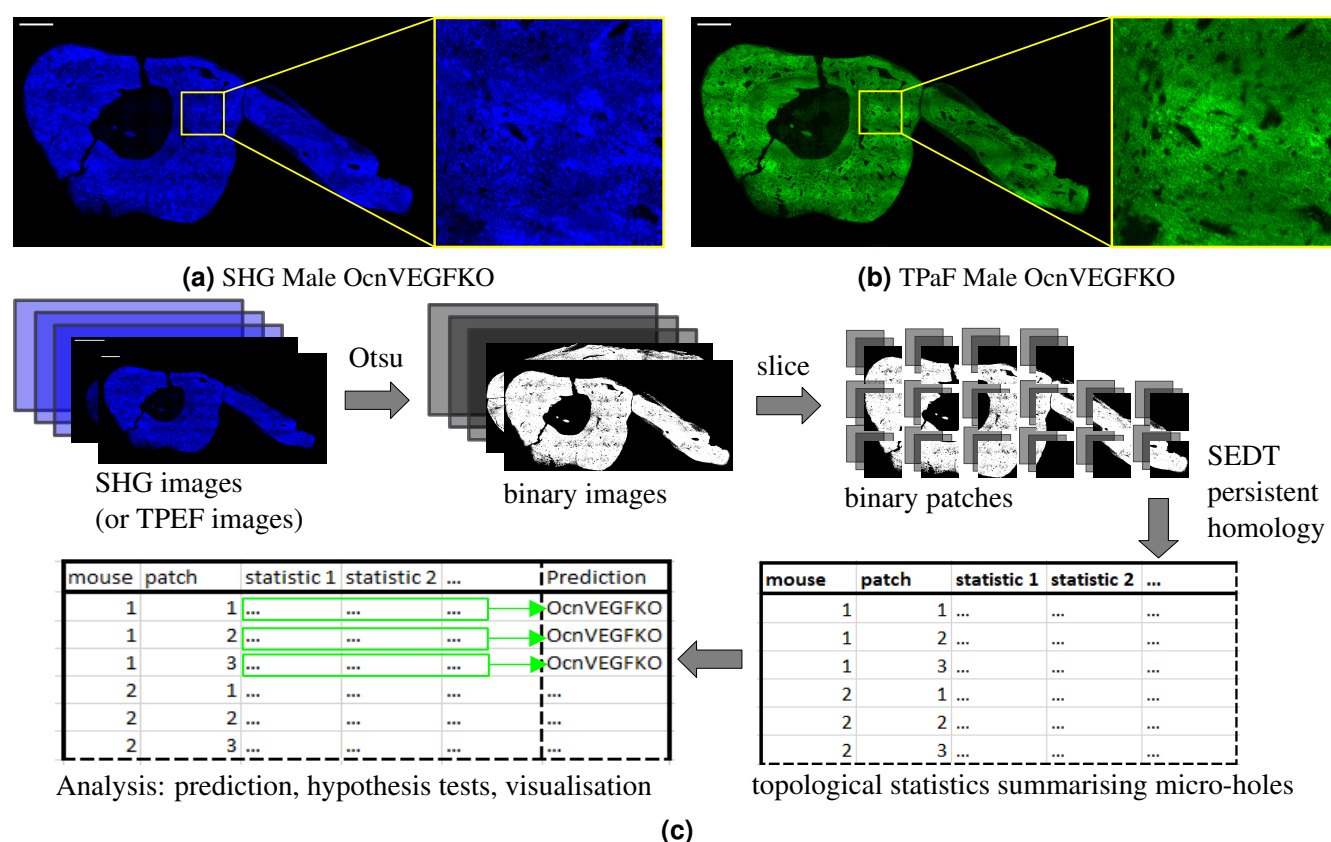 (a) SHG Male OcnVEGFKO
(b) TPaF Male OcnVEGFKO
Otsu
slice
SHG images
(or TPEF images)
binary images
binary patches
SEDT
persistent
homology
mouse patch statistic 1 statistic 2 ... Prediction
1 1 ... ... ... OcnVEGFKO
1 2 ... ... ... OcnVEGFKO
1 3 ... ... ... OcnVEGFKO
2 1 ... ... ... ...
2 2 ... ... ... ...
2 3 ... ... ... ...
Analysis: prediction, hypothesis tests, visualisation
mouse patch statistic 1 statistic 2 ...
1 1 ... ... ...
1 2 ... ... ...
1 3 ... ... ...
2 1 ... ... ...
2 2 ... ... ...
2 3 ... ... ...
topological statistics summarising micro-holes
(c)